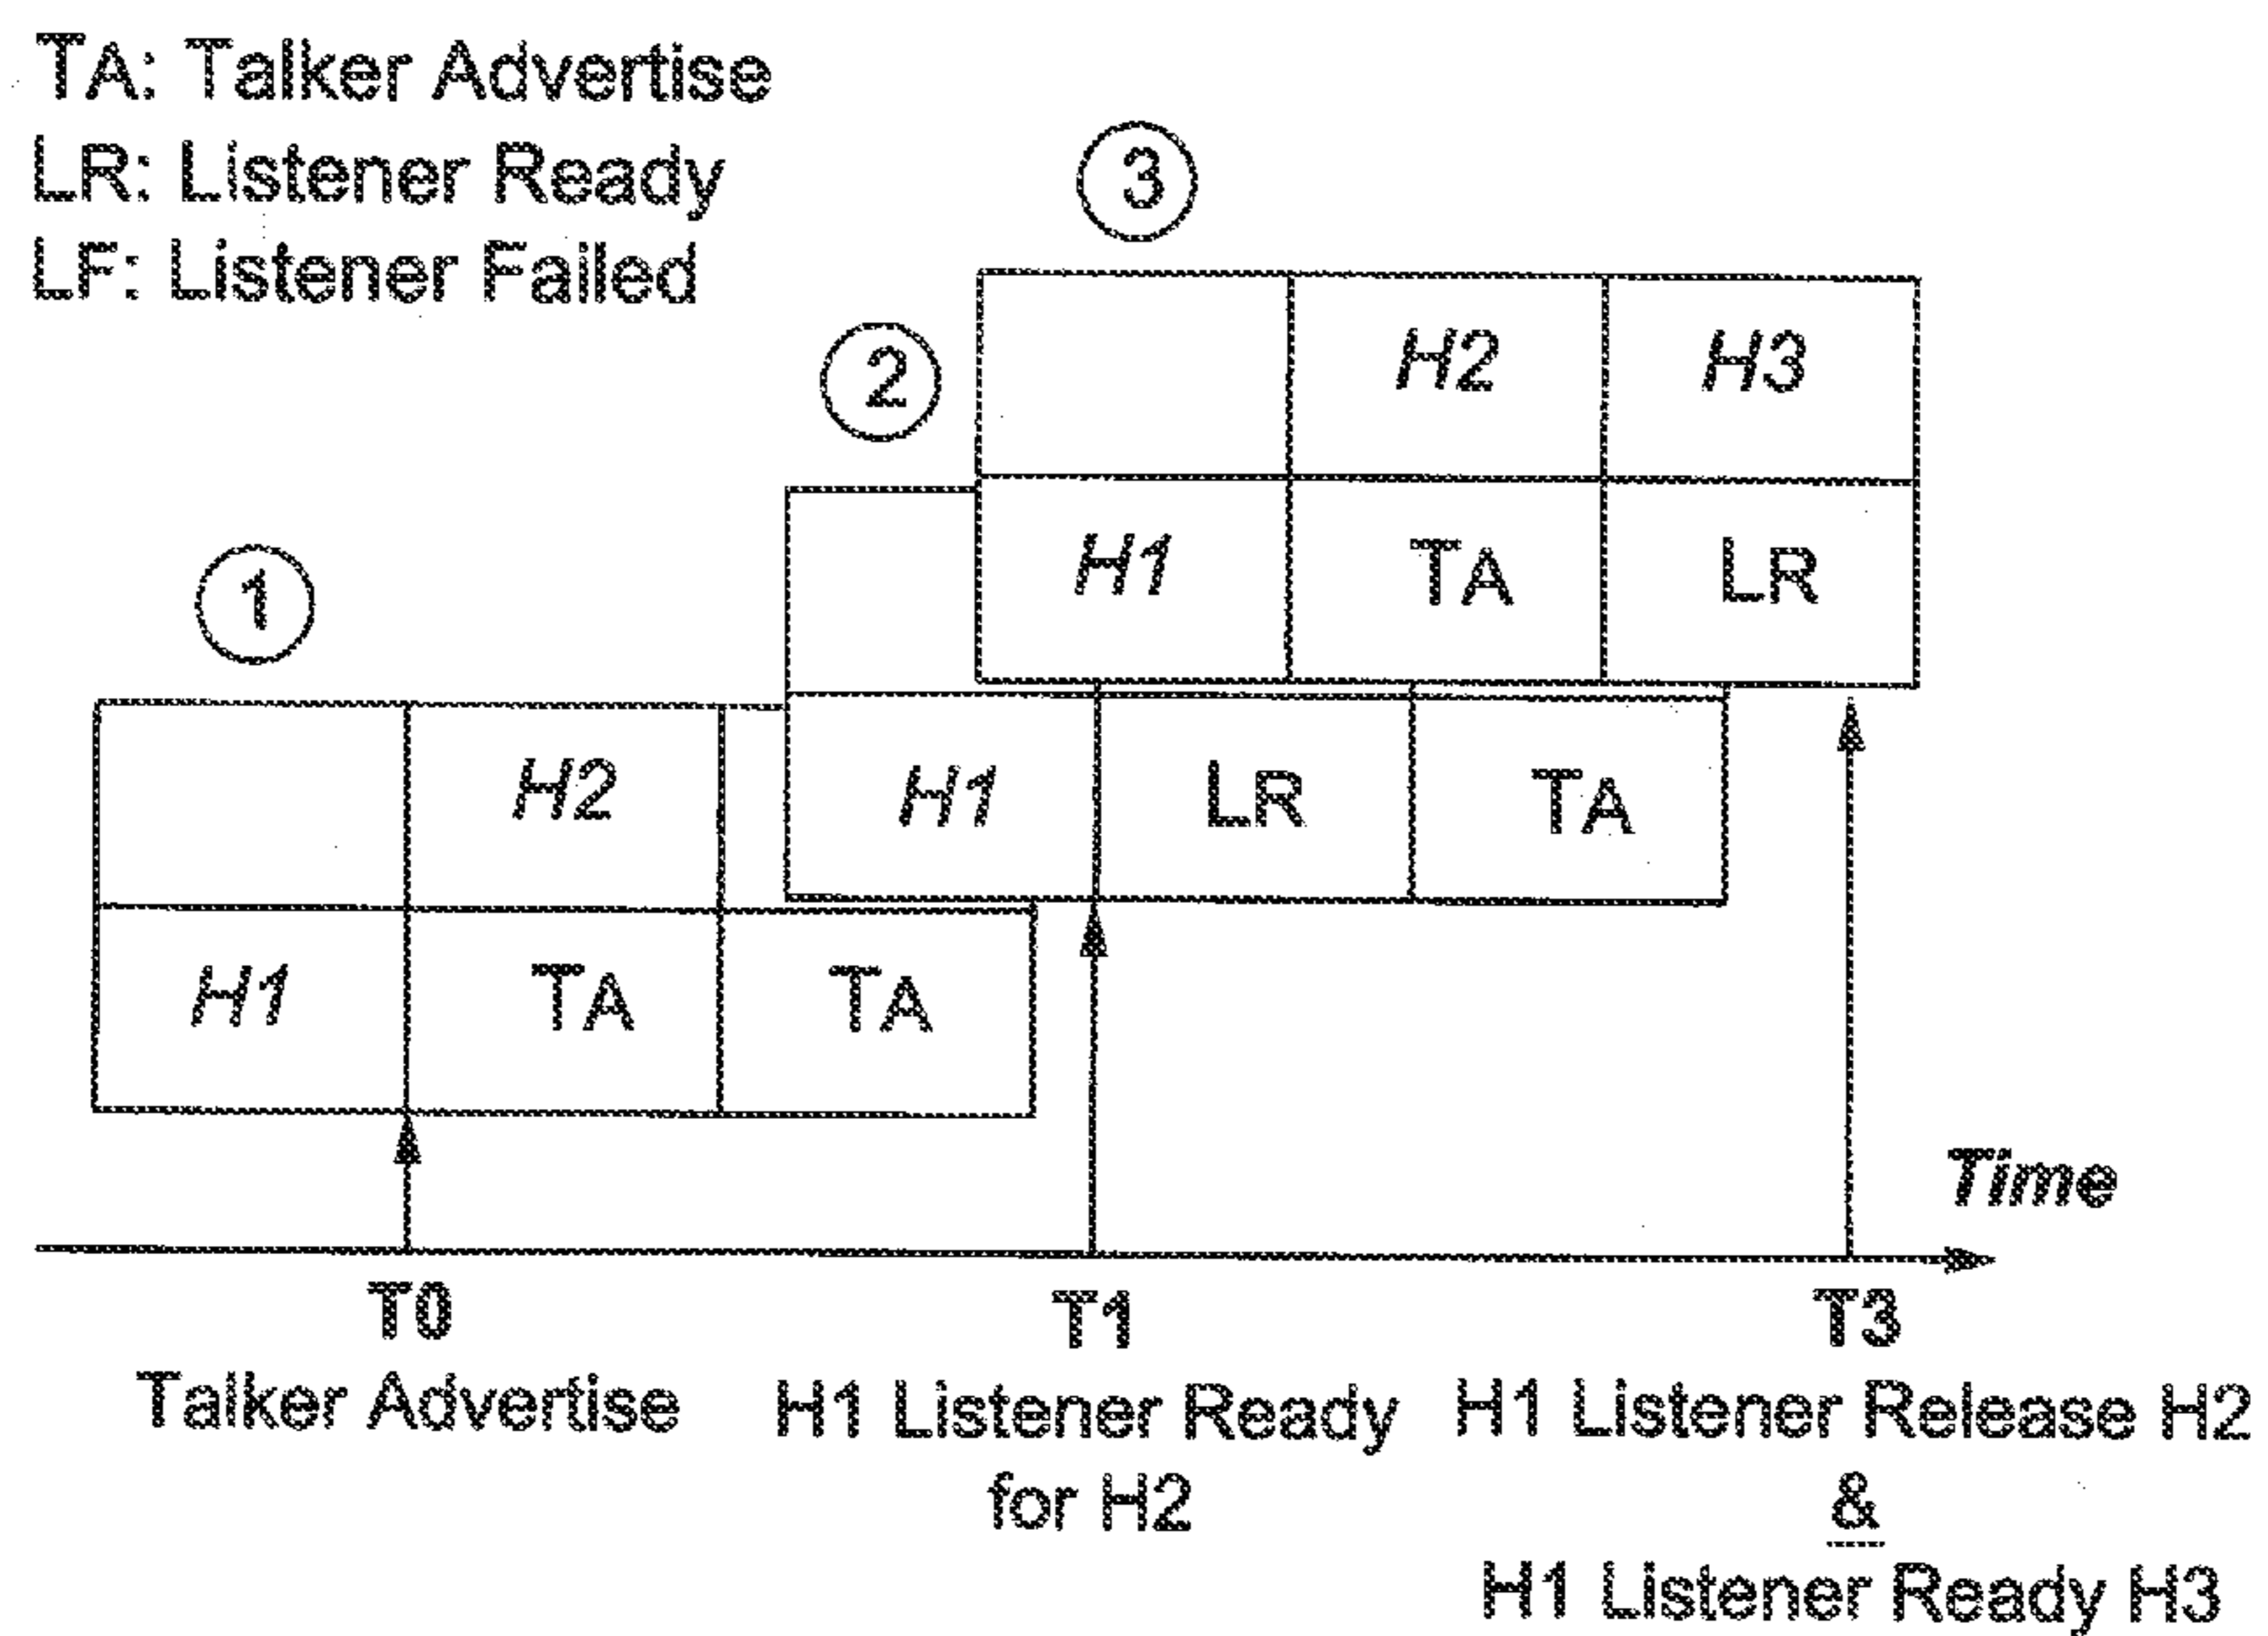 TA: Talker Advertise
LR: Listener Ready
LF: Listener Failed
3
H2 H3
2
H1 TA LR
1
H2
H1 LR TA
H1 TA TA
Time
T0 T1 T3
Talker Advertise H1 Listener Ready H1 Listener Release H2
for H2 &
H1 Listener Ready H3